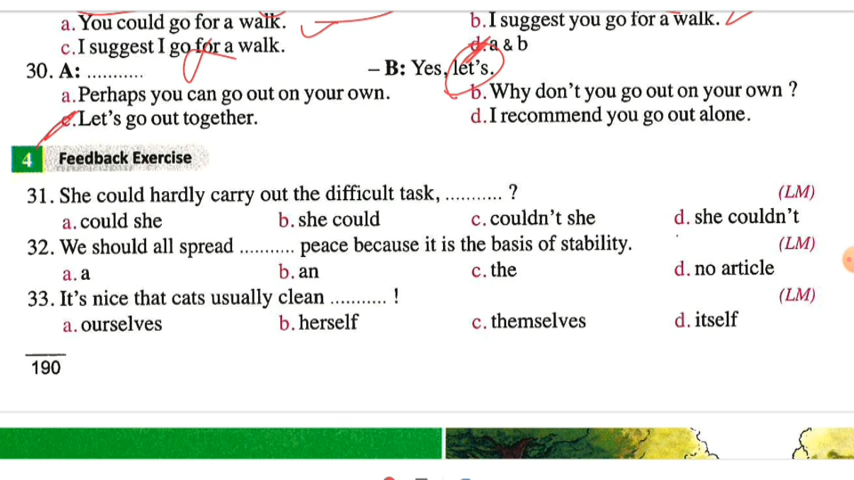 a. You could go for a walk. b. I suggest you go for a walk.
c. I suggest I go for a walk. d. a & b
30. A: ........... – B: Yes, let's.
a. Perhaps you can go out on your own. b. Why don't you go out on your own ?
c. Let's go out together. d. I recommend you go out alone.
4 Feedback Exercise
31. She could hardly carry out the difficult task, ........... ? (LM)
a. could she b. she could c. couldn't she d. she couldn't
32. We should all spread ........... peace because it is the basis of stability. (LM)
a. a b. an c. the d. no article
33. It's nice that cats usually clean ........... ! (LM)
a. ourselves b. herself c. themselves d. itself
190